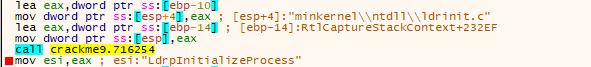 lea eax,dword ptr ss:[ebp-10]
mov dword ptr ss:[esp+4],eax ; [esp+4]:"minkernel\\ntdll\\ldrinit.c"
lea eax,dword ptr ss:[ebp-14] ; [ebp-14]:RtlCaptureStackContext+232EF
mov dword ptr ss:[esp],eax
call crackme9.716254
mov esi,eax ; esi:"LdrpInitializeProcess"